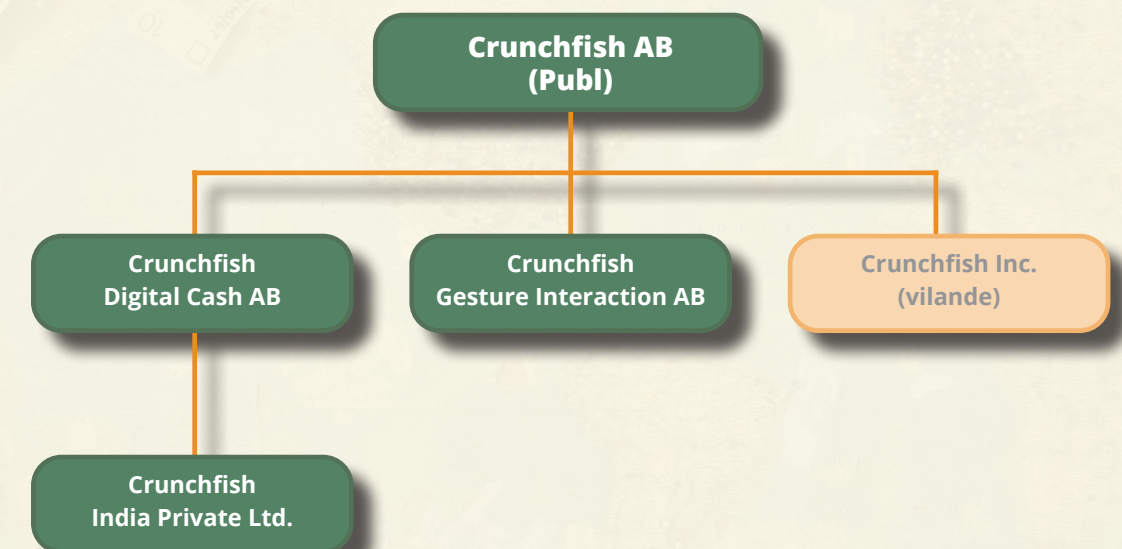 Crunchfish AB
(Publ)
Crunchfish
Digital Cash AB
Crunchfish
Gesture Interaction AB
Crunchfish Inc.
(vilande)
Crunchfish
India Private Ltd.